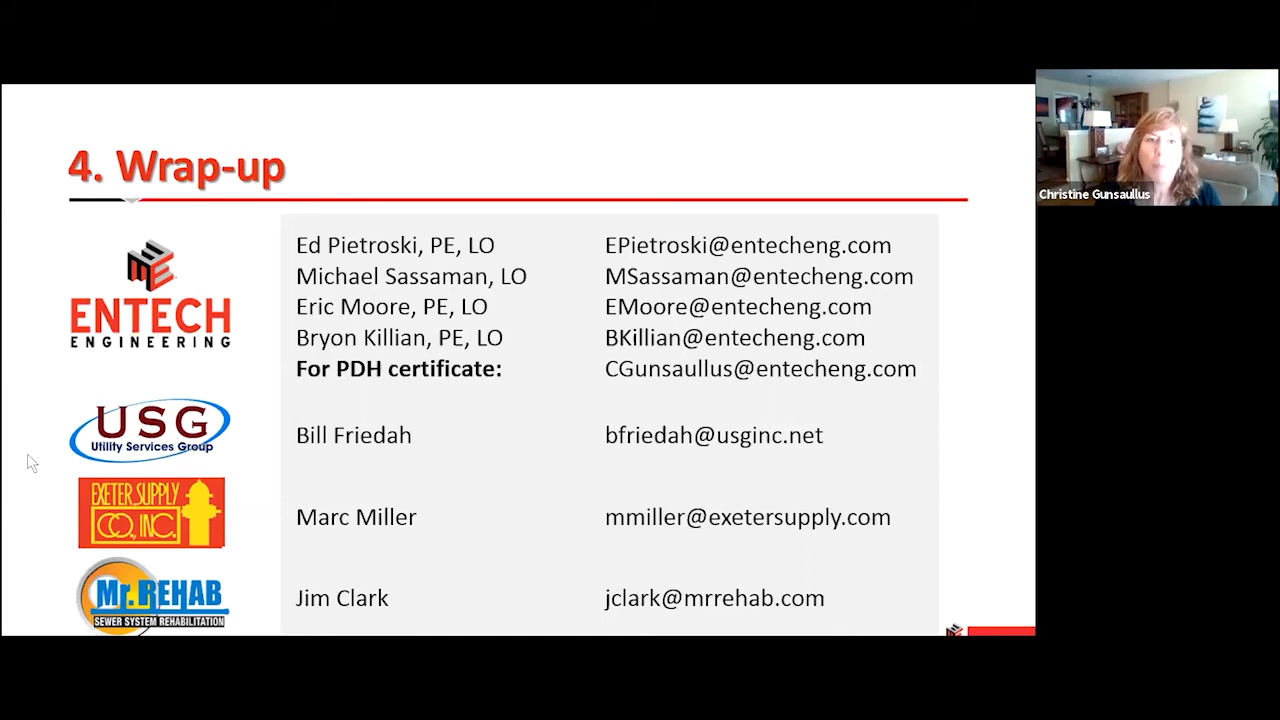 4. Wrap-up
Christine Gunsaullus
ENTECH
ENGINEERING
Ed Pietroski, PE, LO EPietroski@entecheng.com
Michael Sassaman, LO MSassaman@entecheng.com
Eric Moore, PE, LO EMoore@entecheng.com
Bryon Killian, PE, LO BKillian@entecheng.com
For PDH certificate: CGunsaullus@entecheng.com
USG
Utility Services Group
Bill Friedah bfriedah@usginc.net
EXETER SUPPLY
CO., INC.
Marc Miller mmiller@exetersupply.com
Mr. REHAB
SEWER SYSTEM REHABILITATION
Jim Clark jclark@mrrehab.com